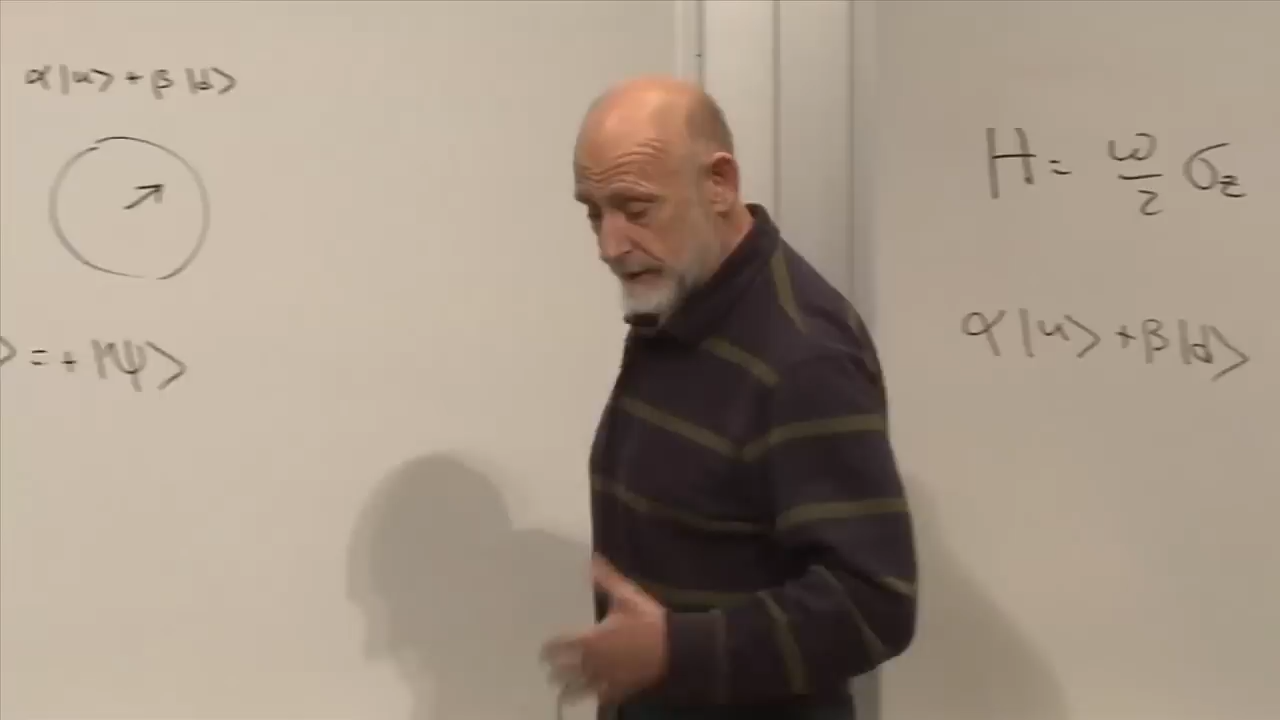 α|u> + β|d>
> = + |ψ>
H = ω/2 σz
α|u> + β|d>